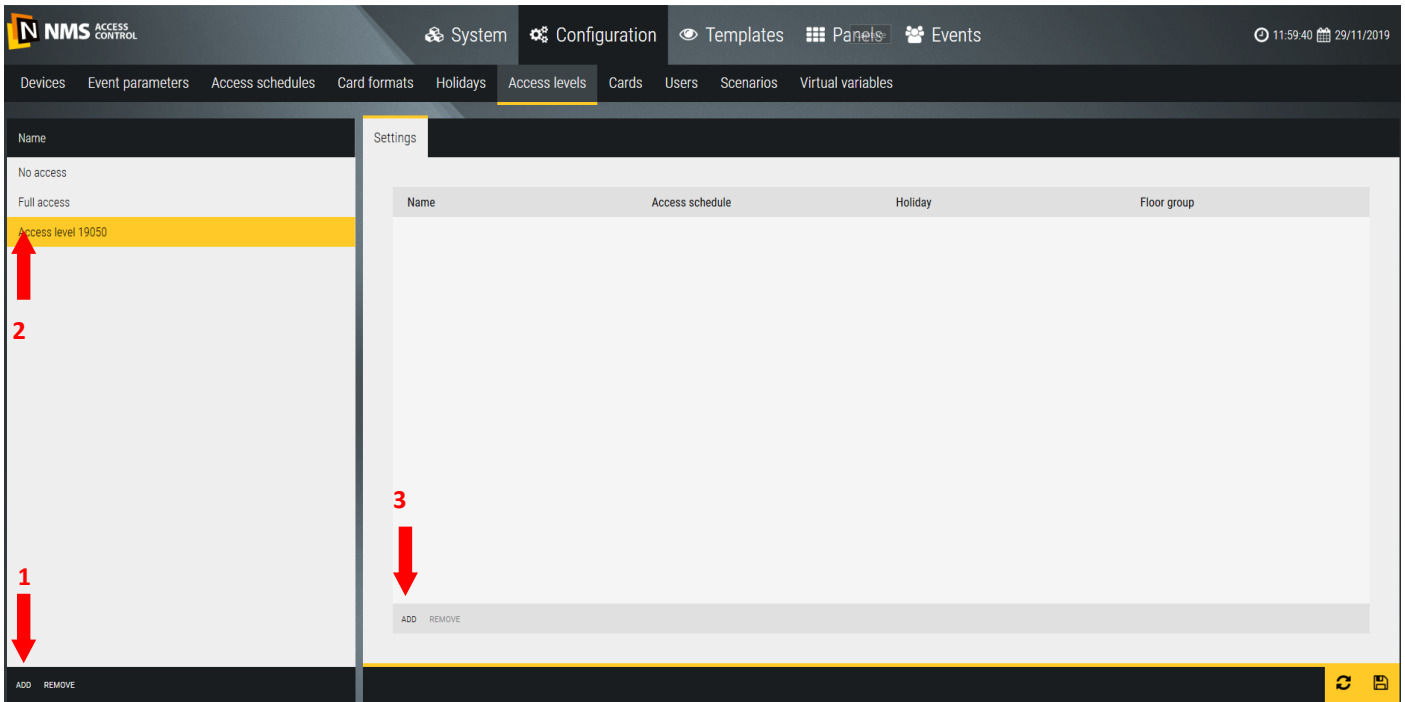 N NMS ACCESS CONTROL
System Configuration Templates Panels Events
11:59:40 29/11/2019
Devices Event parameters Access schedules Card formats Holidays Access levels Cards Users Scenarios Virtual variables
Name
Settings
No access
Full access
Access level 19050
Name Access schedule Holiday Floor group
2
3
1
ADD REMOVE
ADD REMOVE